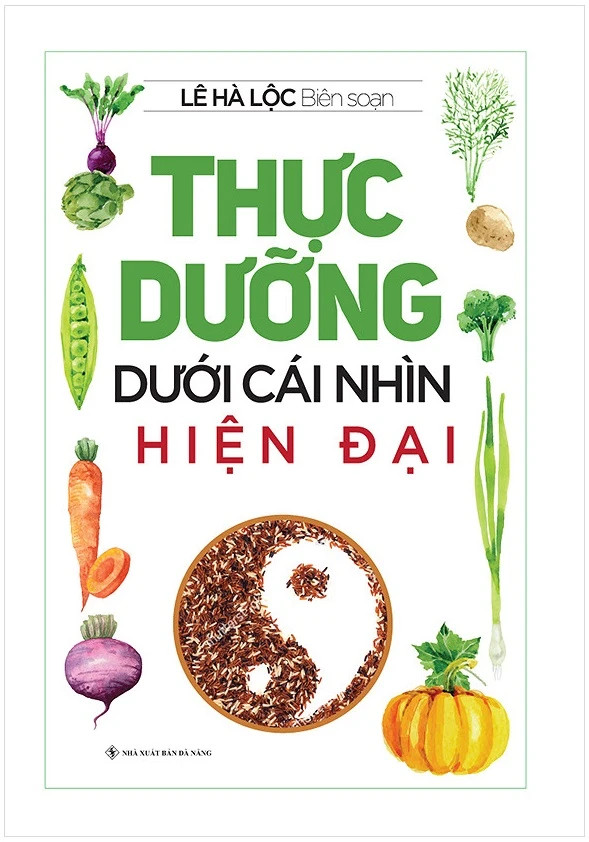 LÊ HÀ LỘC Biên soạn
THỰC
DƯỠNG
DƯỚI CÁI NHÌN
HIỆN ĐẠI
NHÀ XUẤT BẢN ĐÀ NẴNG